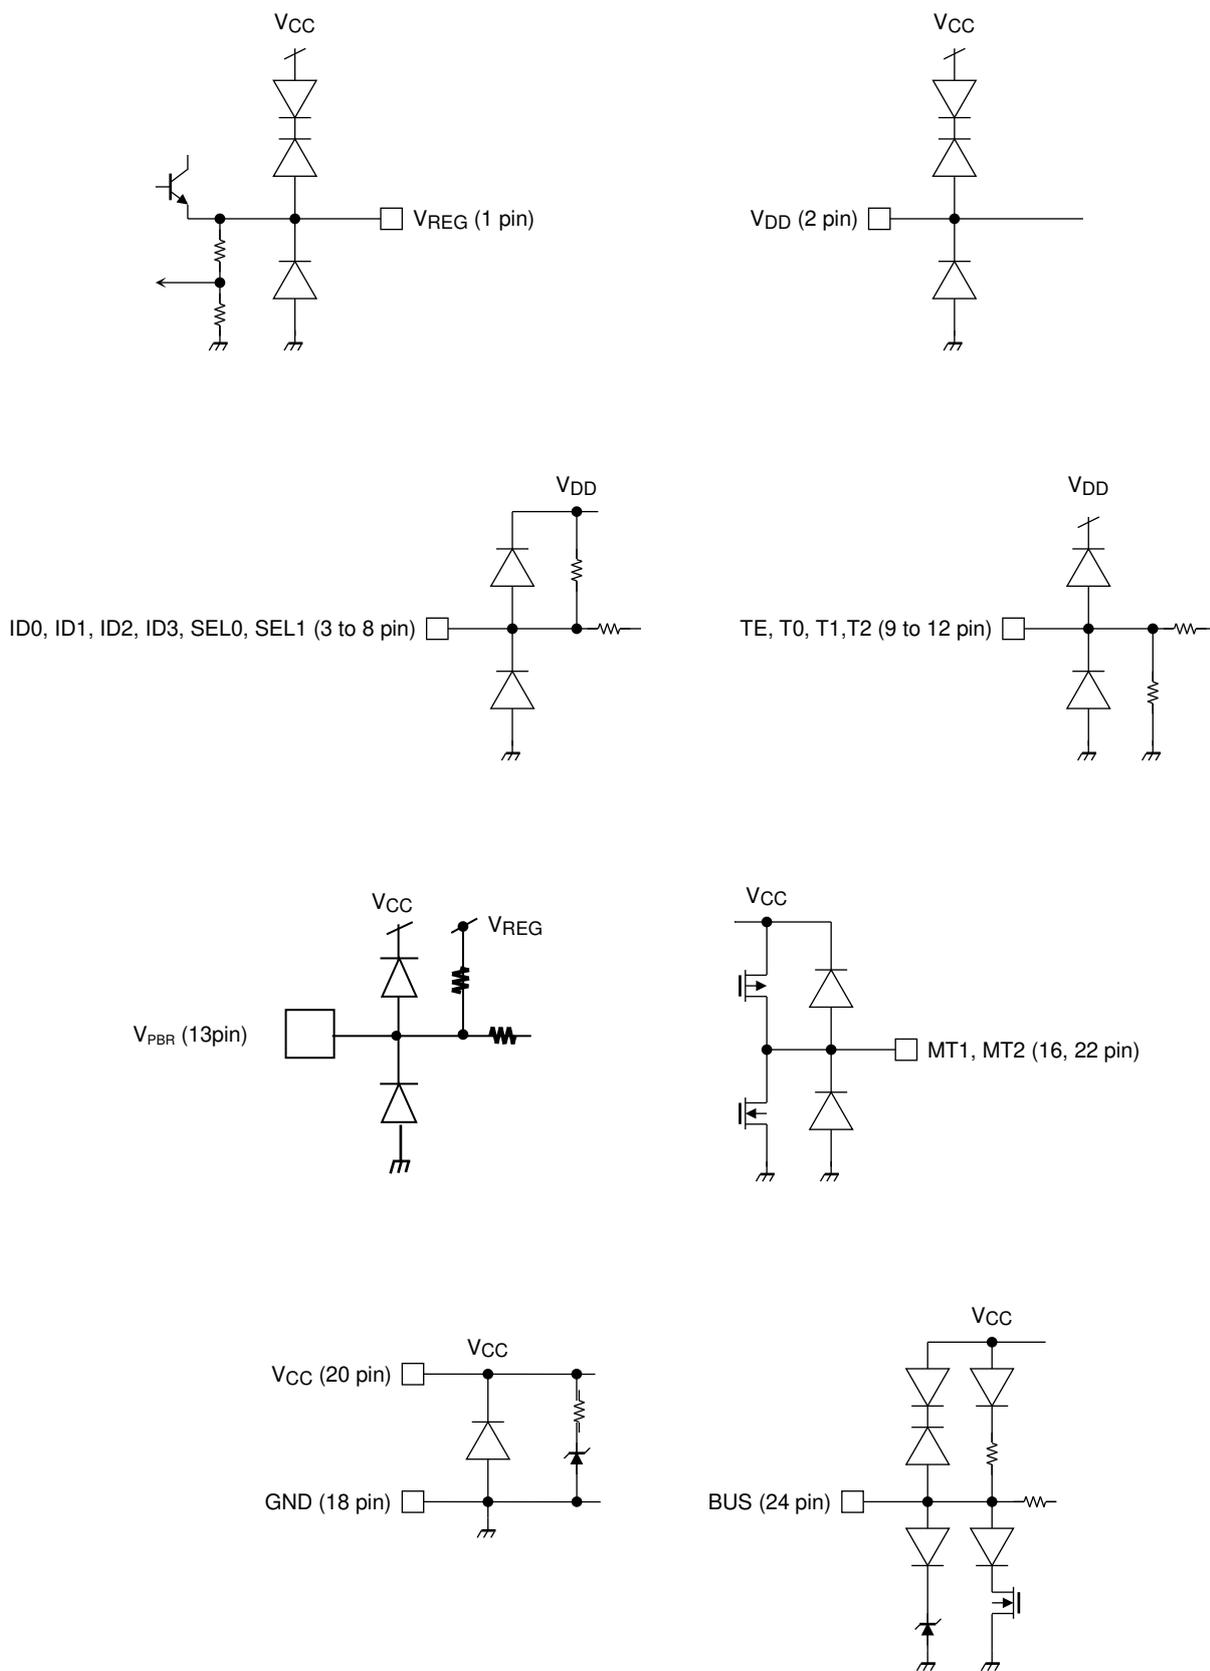 VCC
VCC
VREG (1 pin)
VDD (2 pin)
VDD
VDD
ID0, ID1, ID2, ID3, SEL0, SEL1 (3 to 8 pin)
TE, T0, T1,T2 (9 to 12 pin)
VCC
VREG
VCC
VPBR (13pin)
MT1, MT2 (16, 22 pin)
VCC
VCC
VCC (20 pin)
GND (18 pin)
BUS (24 pin)